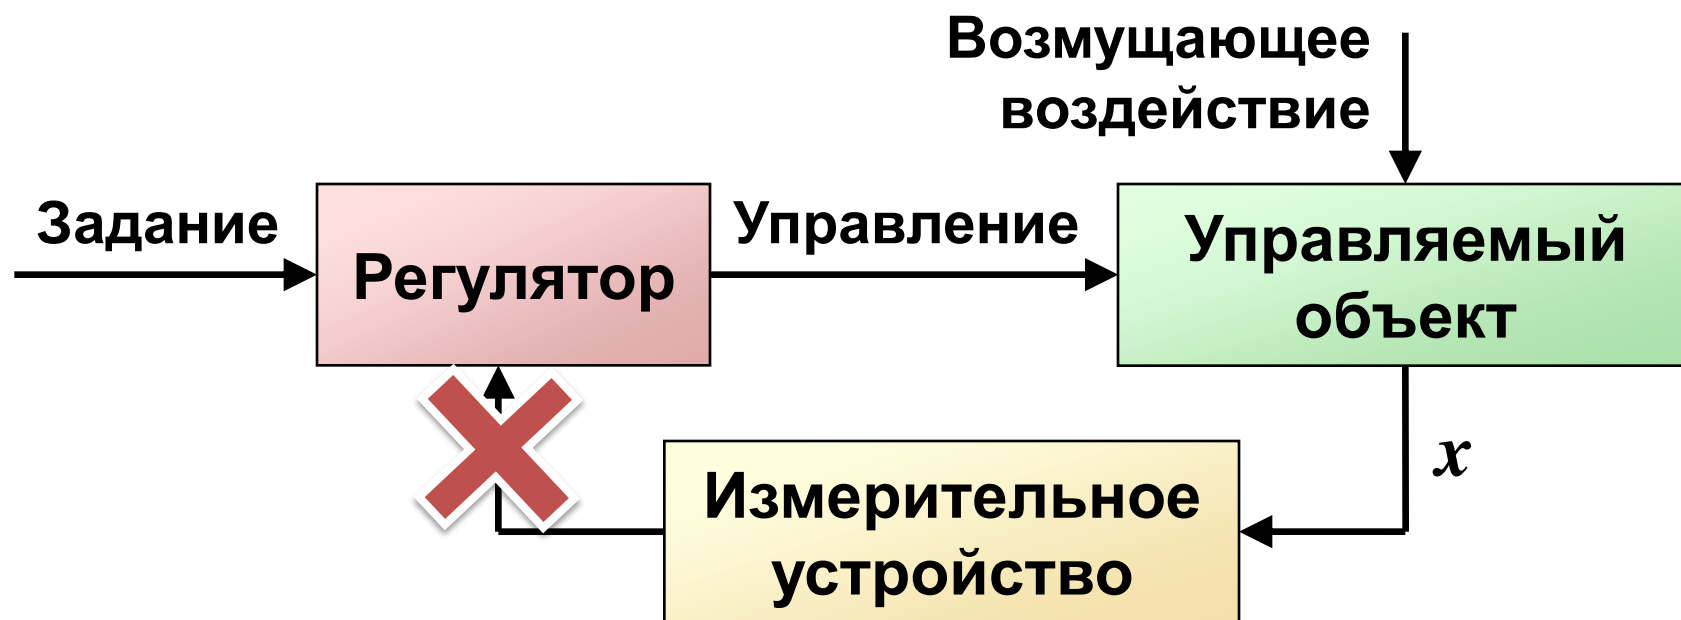 Возмущающее
воздействие
Задание
Регулятор
Управление
Управляемый
объект
x
Измерительное
устройство